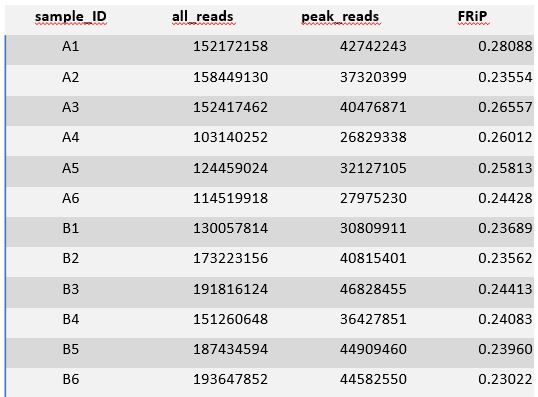 sample_ID all_reads peak_reads FRiP
A1 152172158 42742243 0.28088
A2 158449130 37320399 0.23554
A3 152417462 40476871 0.26557
A4 103140252 26829338 0.26012
A5 124459024 32127105 0.25813
A6 114519918 27975230 0.24428
B1 130057814 30809911 0.23689
B2 173223156 40815401 0.23562
B3 191816124 46828455 0.24413
B4 151260648 36427851 0.24083
B5 187434594 44909460 0.23960
B6 193647852 44582550 0.23022